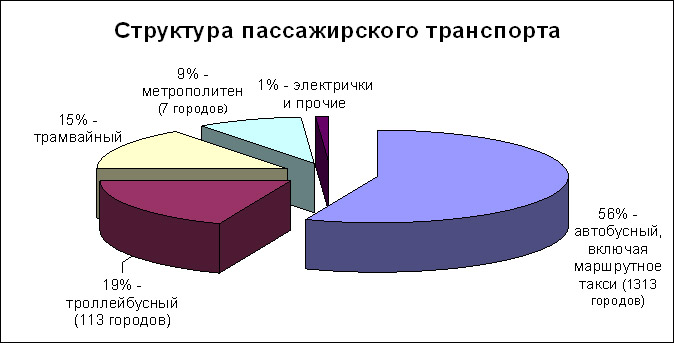 Структура пассажирского транспорта
9% -
метрополитен
(7 городов)
1% - электрички
и прочие
15% -
трамвайный
56% -
автобусный,
включая
маршрутное
такси (1313
городов)
19% -
троллейбусный
(113 городов)